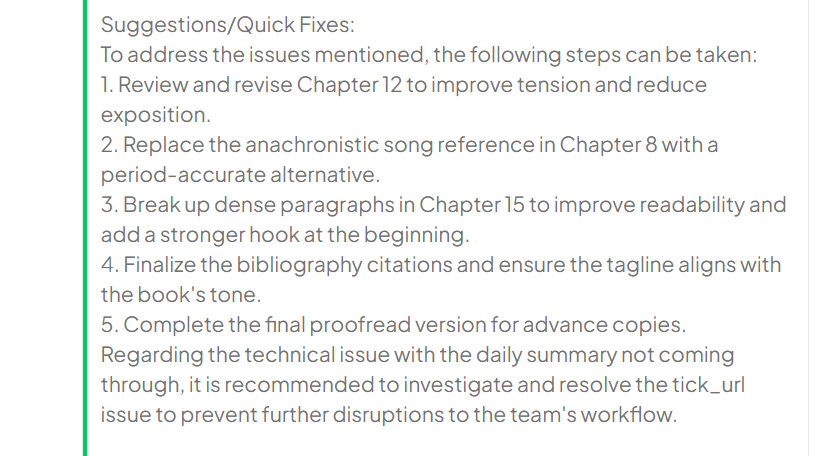 Suggestions/Quick Fixes:
To address the issues mentioned, the following steps can be taken:
1. Review and revise Chapter 12 to improve tension and reduce
exposition.
2. Replace the anachronistic song reference in Chapter 8 with a
period-accurate alternative.
3. Break up dense paragraphs in Chapter 15 to improve readability and
add a stronger hook at the beginning.
4. Finalize the bibliography citations and ensure the tagline aligns with
the book's tone.
5. Complete the final proofread version for advance copies.
Regarding the technical issue with the daily summary not coming
through, it is recommended to investigate and resolve the tick_url
issue to prevent further disruptions to the team's workflow.